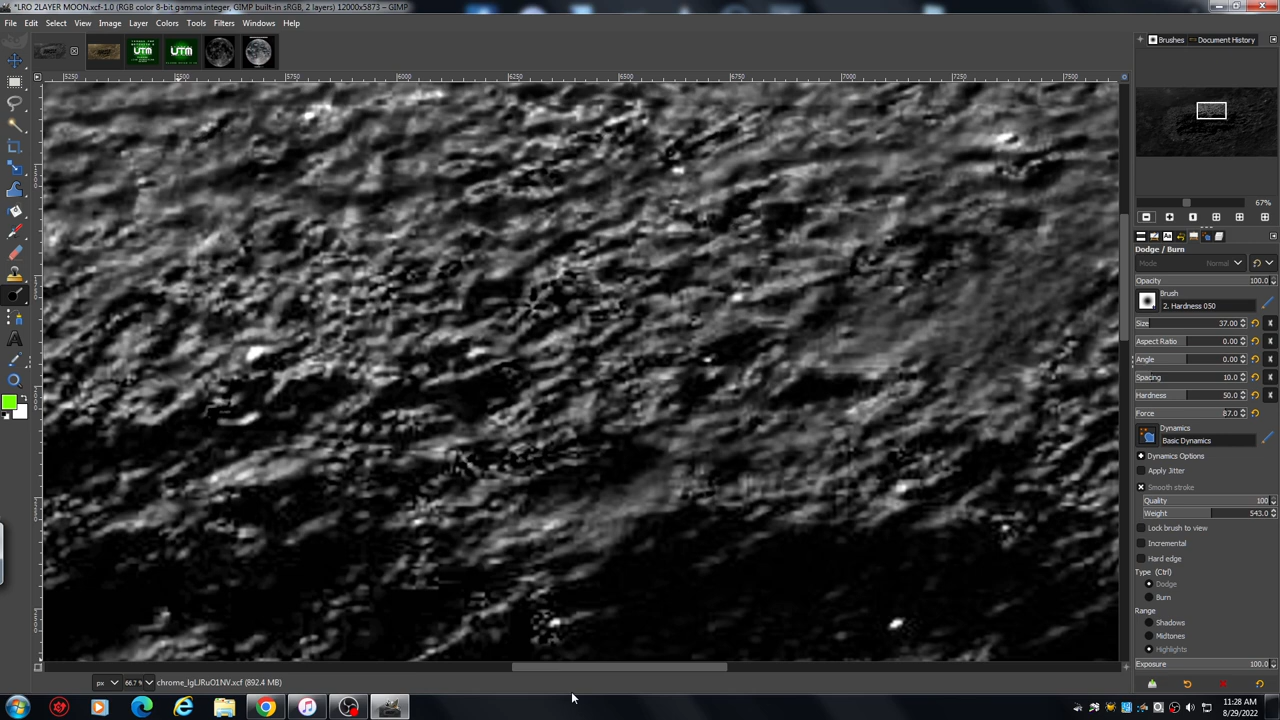 *LRO 2LAYER MOON.xcf-1.0 (RGB color 8-bit gamma integer, GIMP built-in sRGB, 2 layers) 12000x5873 – GIMP
File Edit Select View Image Layer Colors Tools Filters Windows Help
UTM UTM
Brushes Document History
5250 5500 5750 6000 6250 6500 6750 7000 7250 7500
67%
Dodge / Burn
Mode Normal
Opacity 100.0
Brush
2. Hardness 050
Size 37.00
Aspect Ratio 0.00
Angle 0.00
Spacing 10.0
Hardness 50.0
Force 87.0
Dynamics
Basic Dynamics
Dynamics Options
Apply Jitter
Smooth stroke
Quality 100
Weight 543.0
Lock brush to view
Incremental
Hard edge
Type (Ctrl)
Dodge
Burn
Range
Shadows
Midtones
Highlights
Exposure 100.0
px 66.7 % chrome_lgLJRuO1NV.xcf (892.4 MB)
11:28 AM
8/29/2022